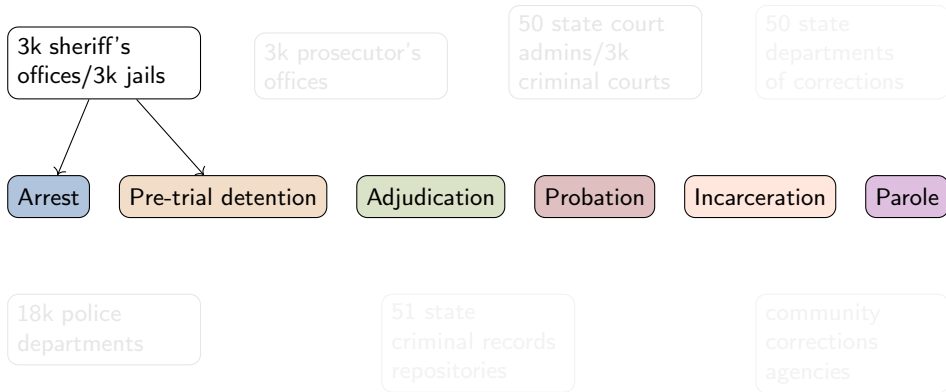 3k sheriff's
offices/3k jails
3k prosecutor's
offices
50 state court
admins/3k
criminal courts
50 state
departments
of corrections
Arrest
Pre-trial detention
Adjudication
Probation
Incarceration
Parole
18k police
departments
51 state
criminal records
repositories
community
corrections
agencies